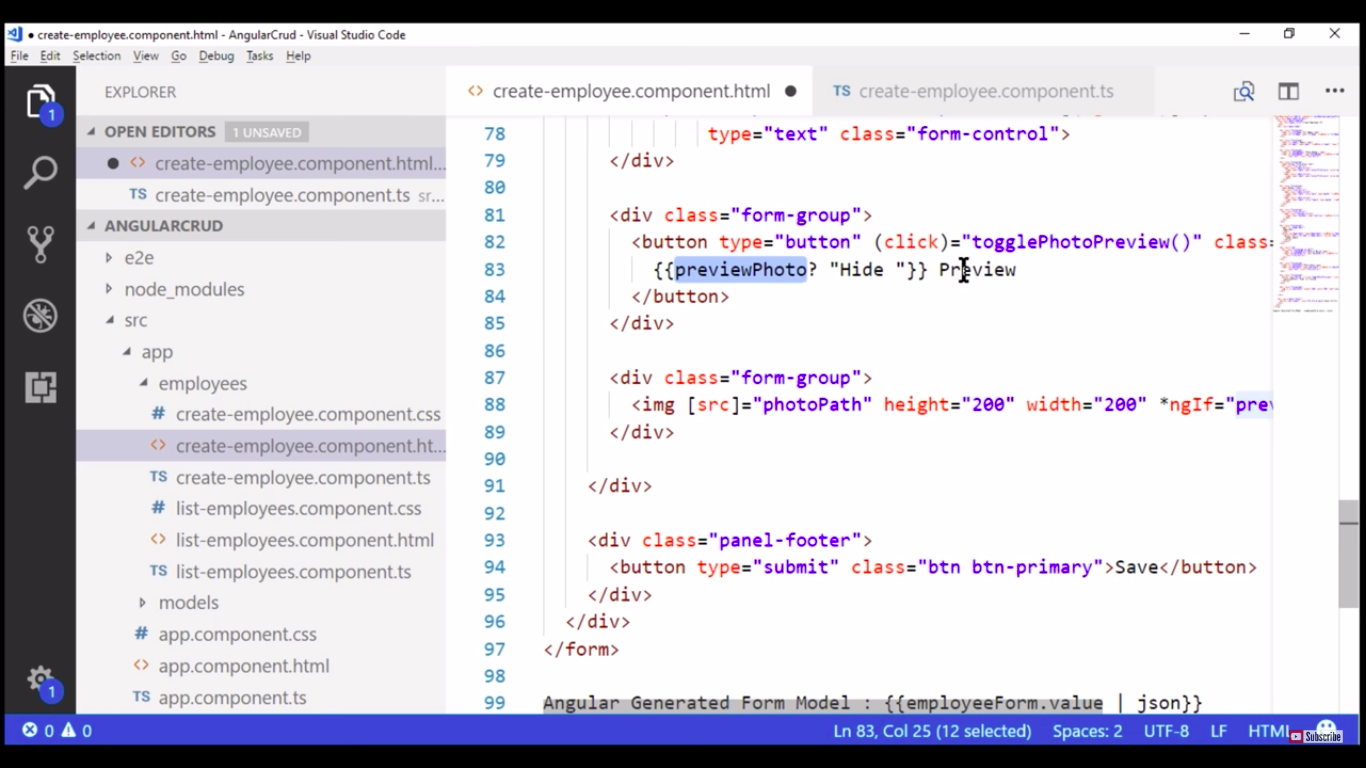 create-employee.component.html - AngularCrud - Visual Studio Code
File Edit Selection View Go Debug Tasks Help
EXPLORER
OPEN EDITORS 1 UNSAVED
create-employee.component.html...
TS create-employee.component.ts sr...
ANGULARCRUD
e2e
node_modules
src
app
employees
# create-employee.component.css
<> create-employee.component.ht...
TS create-employee.component.ts
# list-employees.component.css
<> list-employees.component.html
TS list-employees.component.ts
models
# app.component.css
<> app.component.html
TS app.component.ts
1
1
<> create-employee.component.html ● TS create-employee.component.ts
78 type="text" class="form-control">
79 </div>
80
81 <div class="form-group">
82 <button type="button" (click)="togglePhotoPreview()" class=
83 {{previewPhoto? "Hide "}} Preview
84 </button>
85 </div>
86
87 <div class="form-group">
88 <img [src]="photoPath" height="200" width="200" *ngIf="prev
89 </div>
90
91 </div>
92
93 <div class="panel-footer">
94 <button type="submit" class="btn btn-primary">Save</button>
95 </div>
96 </div>
97 </form>
98
99 Angular Generated Form Model : {{employeeForm.value | json}}
0 0 Ln 83, Col 25 (12 selected) Spaces: 2 UTF-8 LF HTML
Subscribe